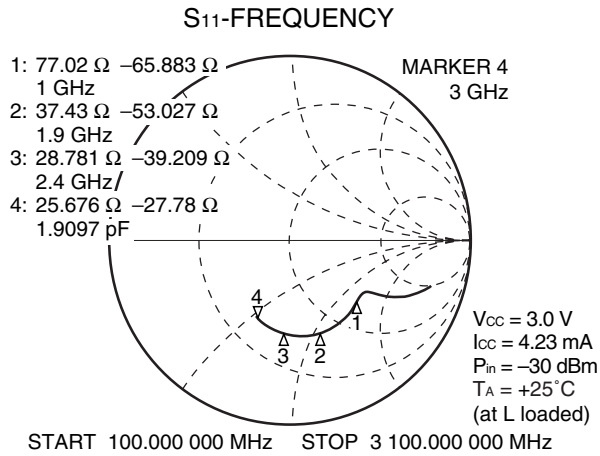 S11-FREQUENCY
1: 77.02 Ω –65.883 Ω
1 GHz
2: 37.43 Ω –53.027 Ω
1.9 GHz
3: 28.781 Ω –39.209 Ω
2.4 GHz
4: 25.676 Ω –27.78 Ω
1.9097 pF
MARKER 4
3 GHz
4
3
2
1
VCC = 3.0 V
ICC = 4.23 mA
Pin = –30 dBm
TA = +25˚C
(at L loaded)
START 100.000 000 MHz STOP 3 100.000 000 MHz